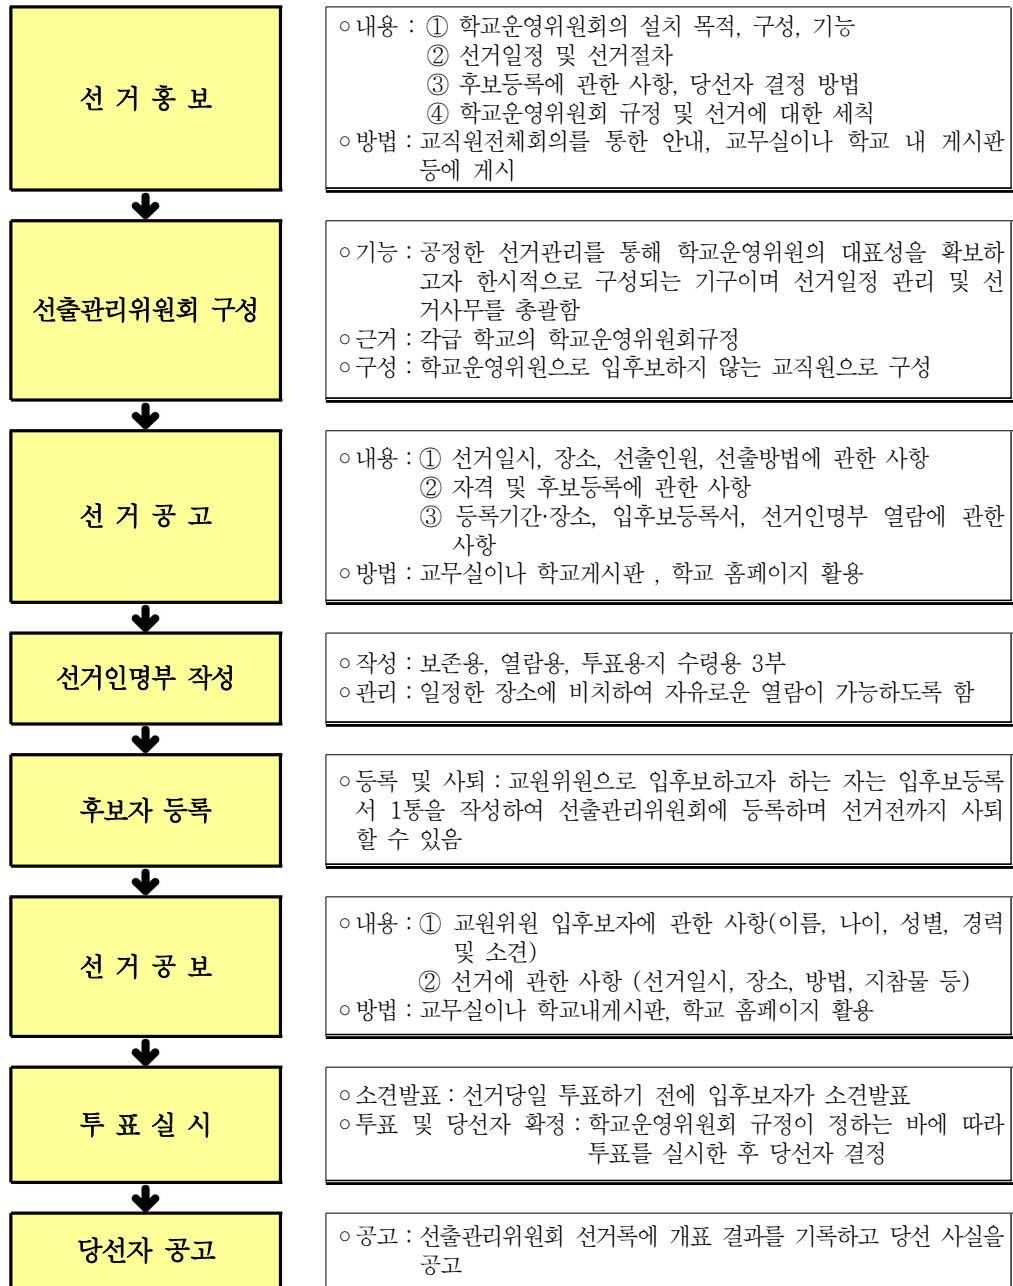 선 거 홍 보
○내용 : ① 학교운영위원회의 설치 목적, 구성, 기능
② 선거일정 및 선거절차
③ 후보등록에 관한 사항, 당선자 결정 방법
④ 학교운영위원회 규정 및 선거에 대한 세칙
○방법 : 교직원전체회의를 통한 안내, 교무실이나 학교 내 게시판
등에 게시
선출관리위원회 구성
○기능 : 공정한 선거관리를 통해 학교운영위원의 대표성을 확보하
고자 한시적으로 구성되는 기구이며 선거일정 관리 및 선
거사무를 총괄함
○근거 : 각급 학교의 학교운영위원회규정
○구성 : 학교운영위원으로 입후보하지 않는 교직원으로 구성
선 거 공 고
○내용 : ① 선거일시, 장소, 선출인원, 선출방법에 관한 사항
② 자격 및 후보등록에 관한 사항
③ 등록기간·장소, 입후보등록서, 선거인명부 열람에 관한
사항
○방법 : 교무실이나 학교게시판 , 학교 홈페이지 활용
선거인명부 작성
○작성 : 보존용, 열람용, 투표용지 수령용 3부
○관리 : 일정한 장소에 비치하여 자유로운 열람이 가능하도록 함
후보자 등록
○등록 및 사퇴 : 교원위원으로 입후보하고자 하는 자는 입후보등록
서 1통을 작성하여 선출관리위원회에 등록하며 선거전까지 사퇴
할 수 있음
선 거 공 보
○내용 : ① 교원위원 입후보자에 관한 사항(이름, 나이, 성별, 경력
및 소견)
② 선거에 관한 사항 (선거일시, 장소, 방법, 지참물 등)
○방법 : 교무실이나 학교내게시판, 학교 홈페이지 활용
투 표 실 시
○소견발표 : 선거당일 투표하기 전에 입후보자가 소견발표
○투표 및 당선자 확정 : 학교운영위원회 규정이 정하는 바에 따라
투표를 실시한 후 당선자 결정
당선자 공고
○공고 : 선출관리위원회 선거록에 개표 결과를 기록하고 당선 사실을
공고